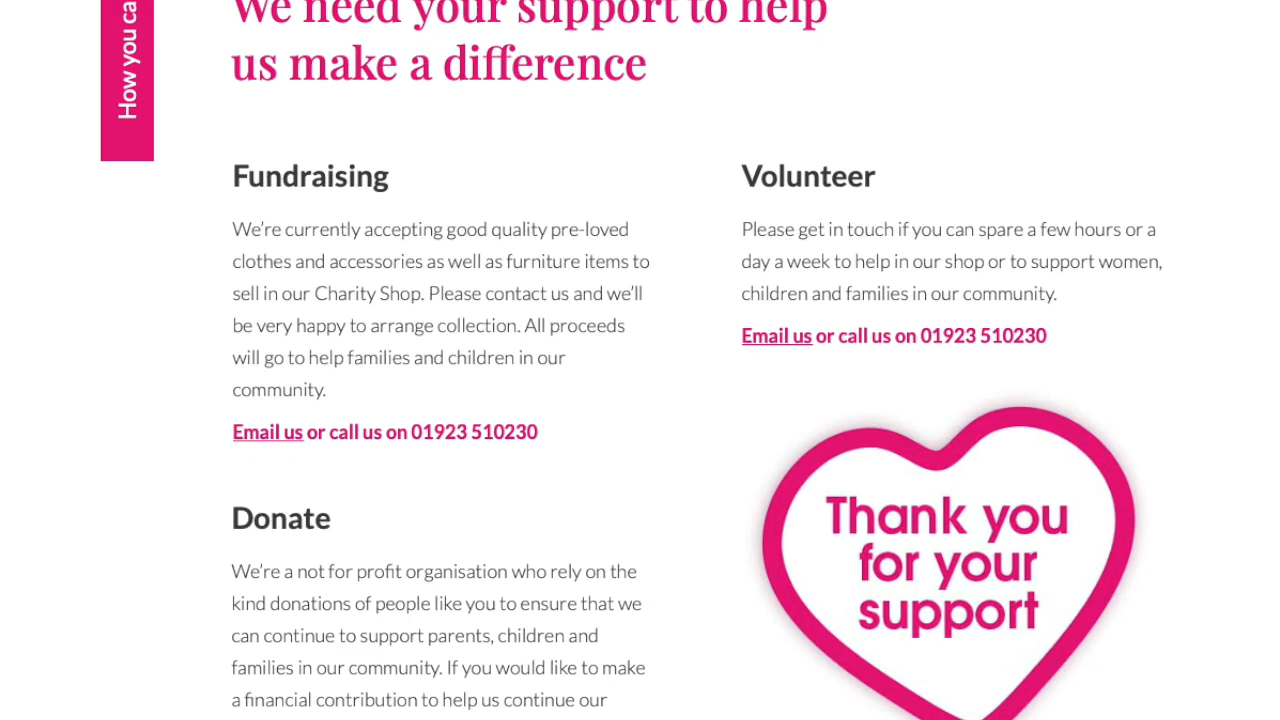 How you ca
We need your support to help
us make a difference
Fundraising
We’re currently accepting good quality pre-loved
clothes and accessories as well as furniture items to
sell in our Charity Shop. Please contact us and we’ll
be very happy to arrange collection. All proceeds
will go to help families and children in our
community.
Email us or call us on 01923 510230
Donate
We’re a not for profit organisation who rely on the
kind donations of people like you to ensure that we
can continue to support parents, children and
families in our community. If you would like to make
a financial contribution to help us continue our
Volunteer
Please get in touch if you can spare a few hours or a
day a week to help in our shop or to support women,
children and families in our community.
Email us or call us on 01923 510230
Thank you
for your
support